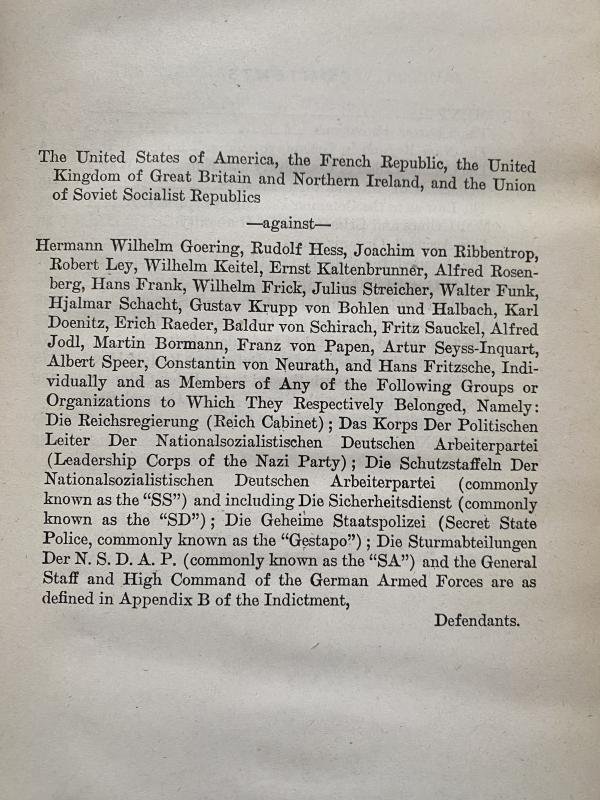 The United States of America, the French Republic, the United
Kingdom of Great Britain and Northern Ireland, and the Union
of Soviet Socialist Republics
—against—
Hermann Wilhelm Goering, Rudolf Hess, Joachim von Ribbentrop,
Robert Ley, Wilhelm Keitel, Ernst Kaltenbrunner, Alfred Rosen-
berg, Hans Frank, Wilhelm Frick, Julius Streicher, Walter Funk,
Hjalmar Schacht, Gustav Krupp von Bohlen und Halbach, Karl
Doenitz, Erich Raeder, Baldur von Schirach, Fritz Sauckel, Alfred
Jodl, Martin Bormann, Franz von Papen, Artur Seyss-Inquart,
Albert Speer, Constantin von Neurath, and Hans Fritzsche, Indi-
vidually and as Members of Any of the Following Groups or
Organizations to Which They Respectively Belonged, Namely:
Die Reichsregierung (Reich Cabinet); Das Korps Der Politischen
Leiter Der Nationalsozialistischen Deutschen Arbeiterpartei
(Leadership Corps of the Nazi Party); Die Schutzstaffeln Der
Nationalsozialistischen Deutschen Arbeiterpartei (commonly
known as the “SS”) and including Die Sicherheitsdienst (commonly
known as the “SD”); Die Geheime Staatspolizei (Secret State
Police, commonly known as the “Gestapo”); Die Sturmabteilungen
Der N. S. D. A. P. (commonly known as the “SA”) and the General
Staff and High Command of the German Armed Forces are as
defined in Appendix B of the Indictment,
Defendants.